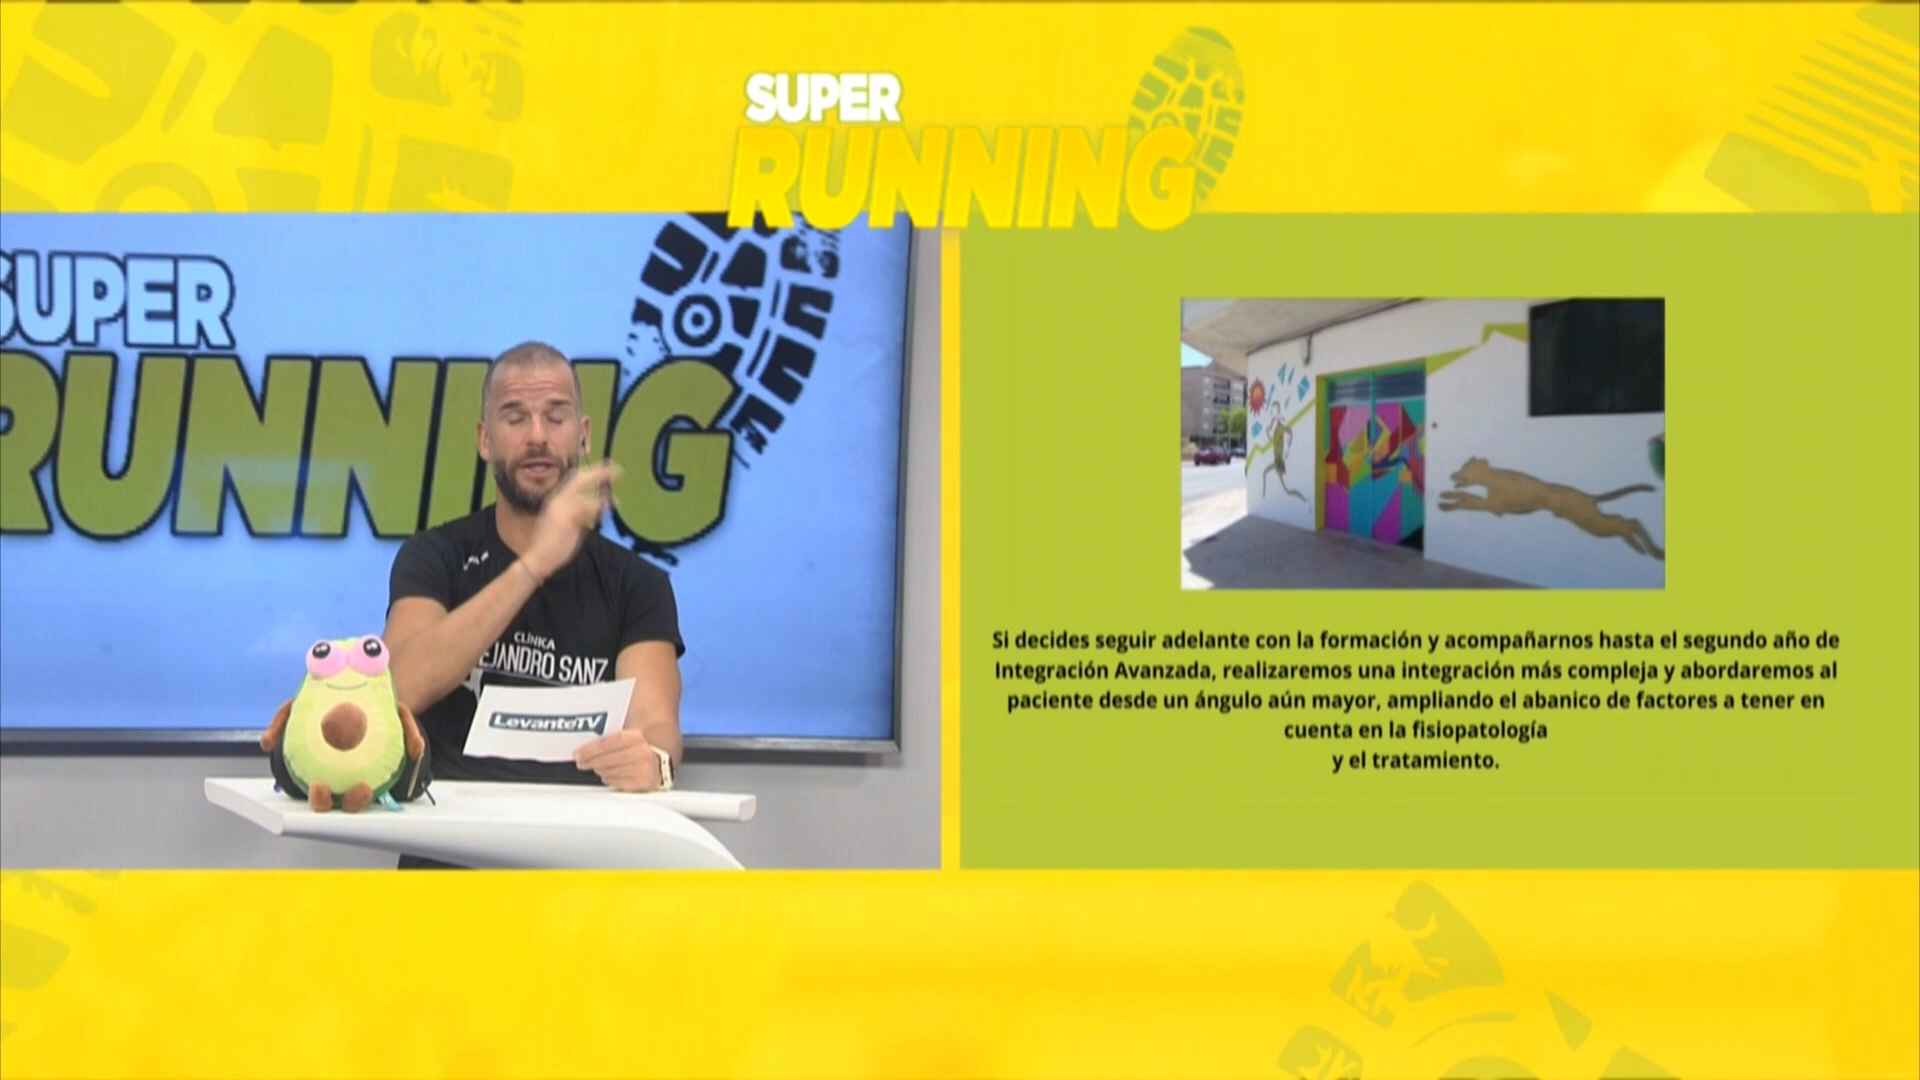 SUPER
RUNNING
SUPER
RUNNING
CLÍNICA
EJANDRO SANZ
LevanteTV
Si decides seguir adelante con la formación y acompañarnos hasta el segundo año de
Integración Avanzada, realizaremos una integración más compleja y abordaremos al
paciente desde un ángulo aún mayor, ampliando el abanico de factores a tener en
cuenta en la fisiopatología
y el tratamiento.